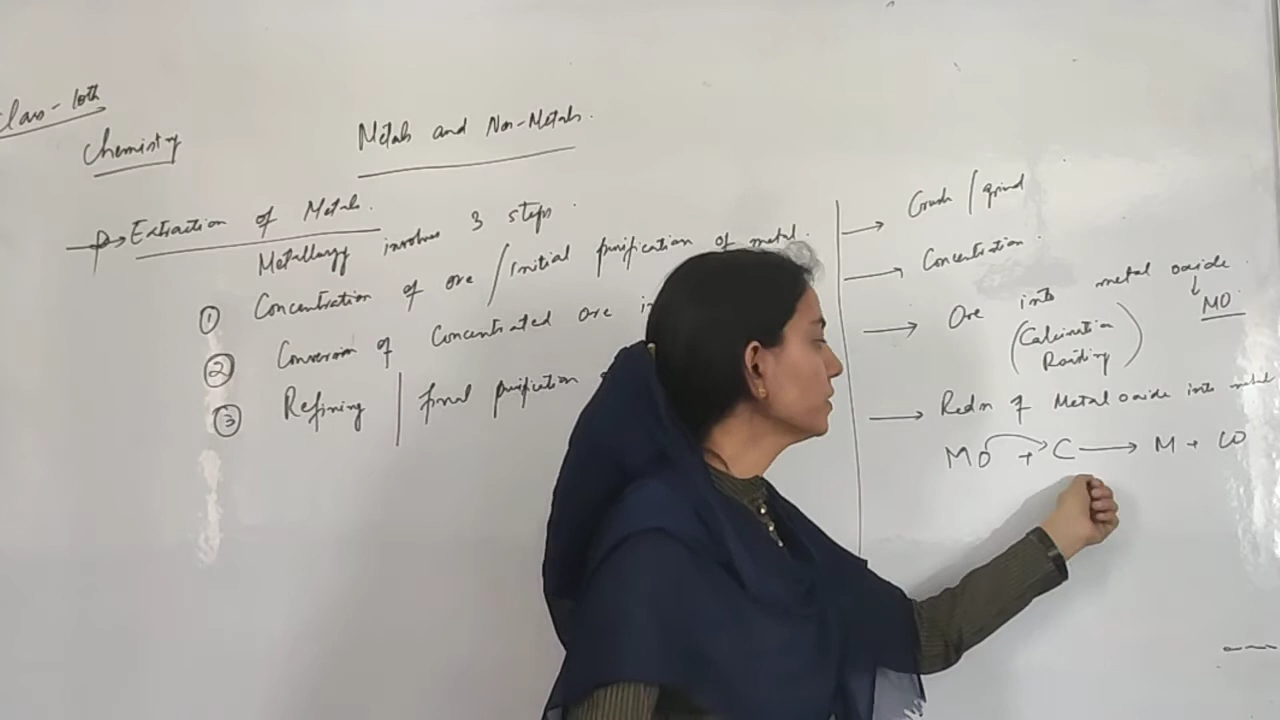 Class-10th
Chemistry
Metals and Non-Metals.
Extraction of Metals.
Metallurgy involves 3 steps.
① Concentration of ore / initial purification of metal.
② Conversion of concentrated ore in
③ Refining | final purification
→ Crush / grind
→ Concentration.
→ Ore into metal oxide.
↓
MO
(Calcination
Roasting)
→ Redn of Metal oxide into metal
MO + C → M + CO